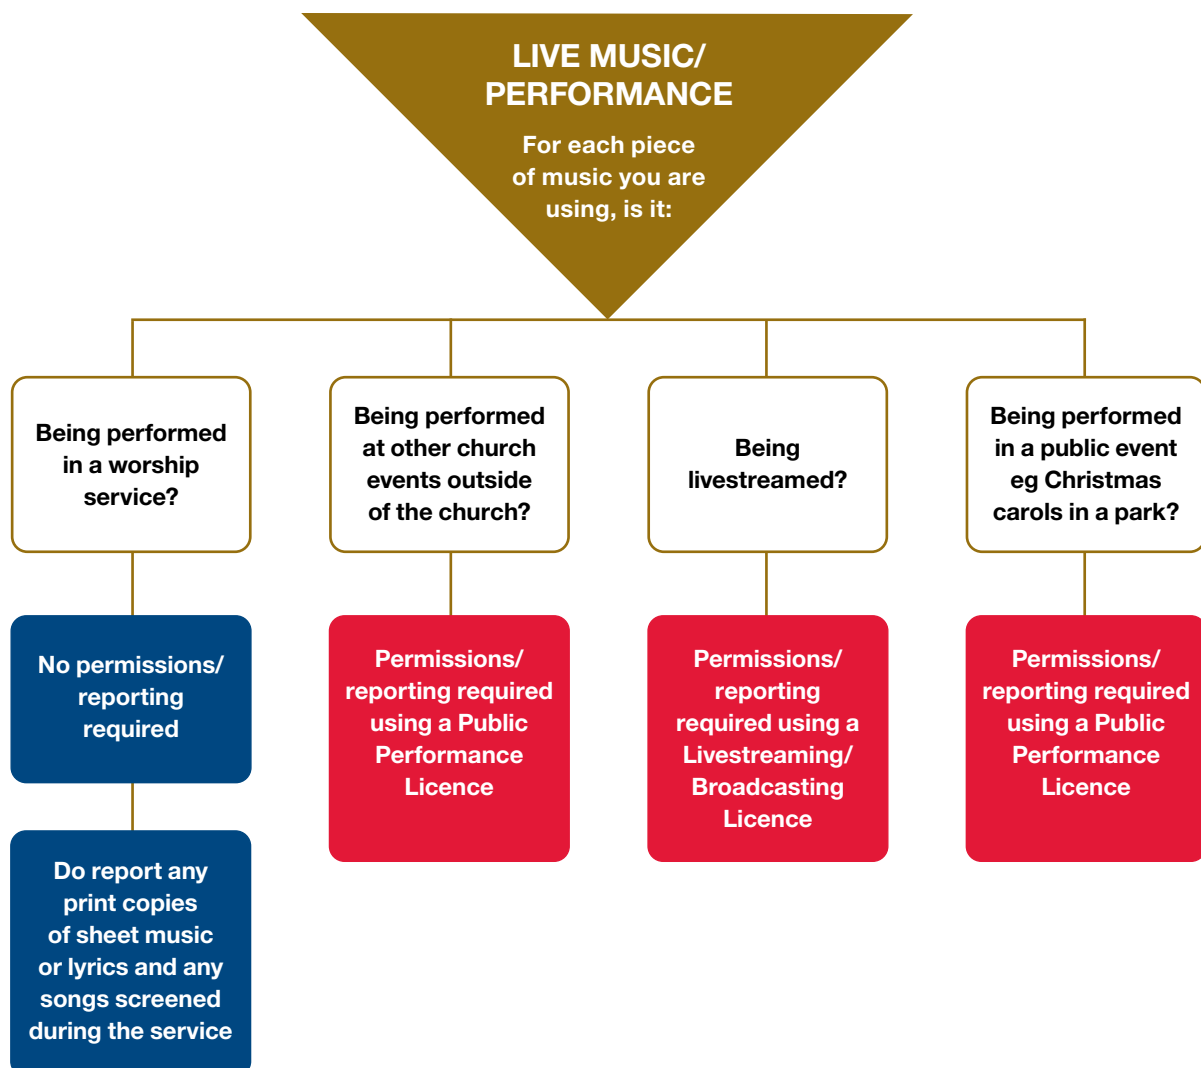 LIVE MUSIC/
PERFORMANCE
For each piece
of music you are
using, is it:
Being performed
in a worship
service?
Being performed
at other church
events outside
of the church?
Being
livestreamed?
Being performed
in a public event
eg Christmas
carols in a park?
No permissions/
reporting
required
Permissions/
reporting required
using a Public
Performance
Licence
Permissions/
reporting
required using a
Livestreaming/
Broadcasting
Licence
Permissions/
reporting required
using a Public
Performance
Licence
Do report any
print copies
of sheet music
or lyrics and any
songs screened
during the service